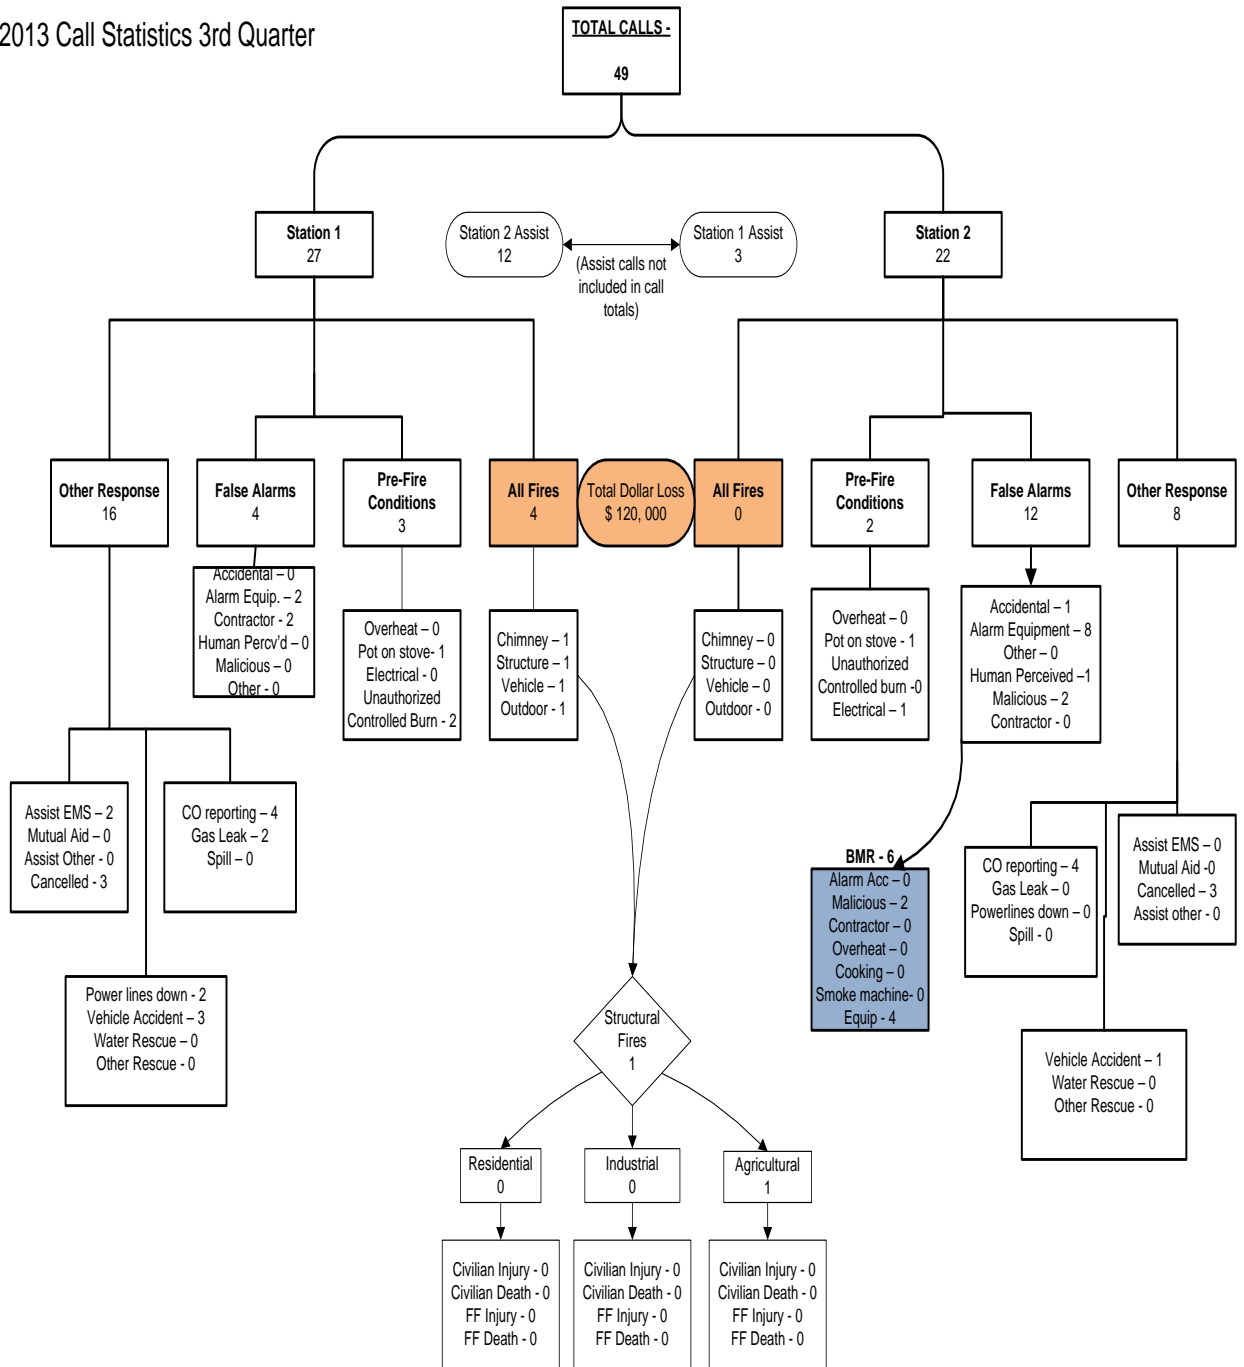 2013 Call Statistics 3rd Quarter
TOTAL CALLS -
49
Station 1
27
Station 2 Assist
12
(Assist calls not
included in call
totals)
Station 1 Assist
3
Station 2
22
Other Response
16
False Alarms
4
Pre-Fire
Conditions
3
All Fires
4
Total Dollar Loss
$ 120, 000
All Fires
0
Pre-Fire
Conditions
2
False Alarms
12
Other Response
8
Accidental – 0
Alarm Equip. – 2
Contractor - 2
Human Percv'd – 0
Malicious – 0
Other - 0
Overheat – 0
Pot on stove- 1
Electrical - 0
Unauthorized
Controlled Burn - 2
Chimney – 1
Structure – 1
Vehicle – 1
Outdoor - 1
Chimney – 0
Structure – 0
Vehicle – 0
Outdoor - 0
Overheat – 0
Pot on stove - 1
Unauthorized
Controlled burn -0
Electrical – 1
Accidental – 1
Alarm Equipment – 8
Other – 0
Human Perceived –1
Malicious – 2
Contractor - 0
Assist EMS – 2
Mutual Aid – 0
Assist Other - 0
Cancelled - 3
CO reporting – 4
Gas Leak – 2
Spill – 0
Power lines down - 2
Vehicle Accident – 3
Water Rescue – 0
Other Rescue - 0
BMR - 6
Alarm Acc – 0
Malicious – 2
Contractor – 0
Overheat – 0
Cooking – 0
Smoke machine- 0
Equip - 4
CO reporting – 4
Gas Leak – 0
Powerlines down – 0
Spill - 0
Assist EMS – 0
Mutual Aid -0
Cancelled – 3
Assist other - 0
Vehicle Accident – 1
Water Rescue – 0
Other Rescue - 0
Structural
Fires
1
Residential
0
Industrial
0
Agricultural
1
Civilian Injury - 0
Civilian Death - 0
FF Injury - 0
FF Death - 0
Civilian Injury - 0
Civilian Death - 0
FF Injury - 0
FF Death - 0
Civilian Injury - 0
Civilian Death - 0
FF Injury - 0
FF Death - 0